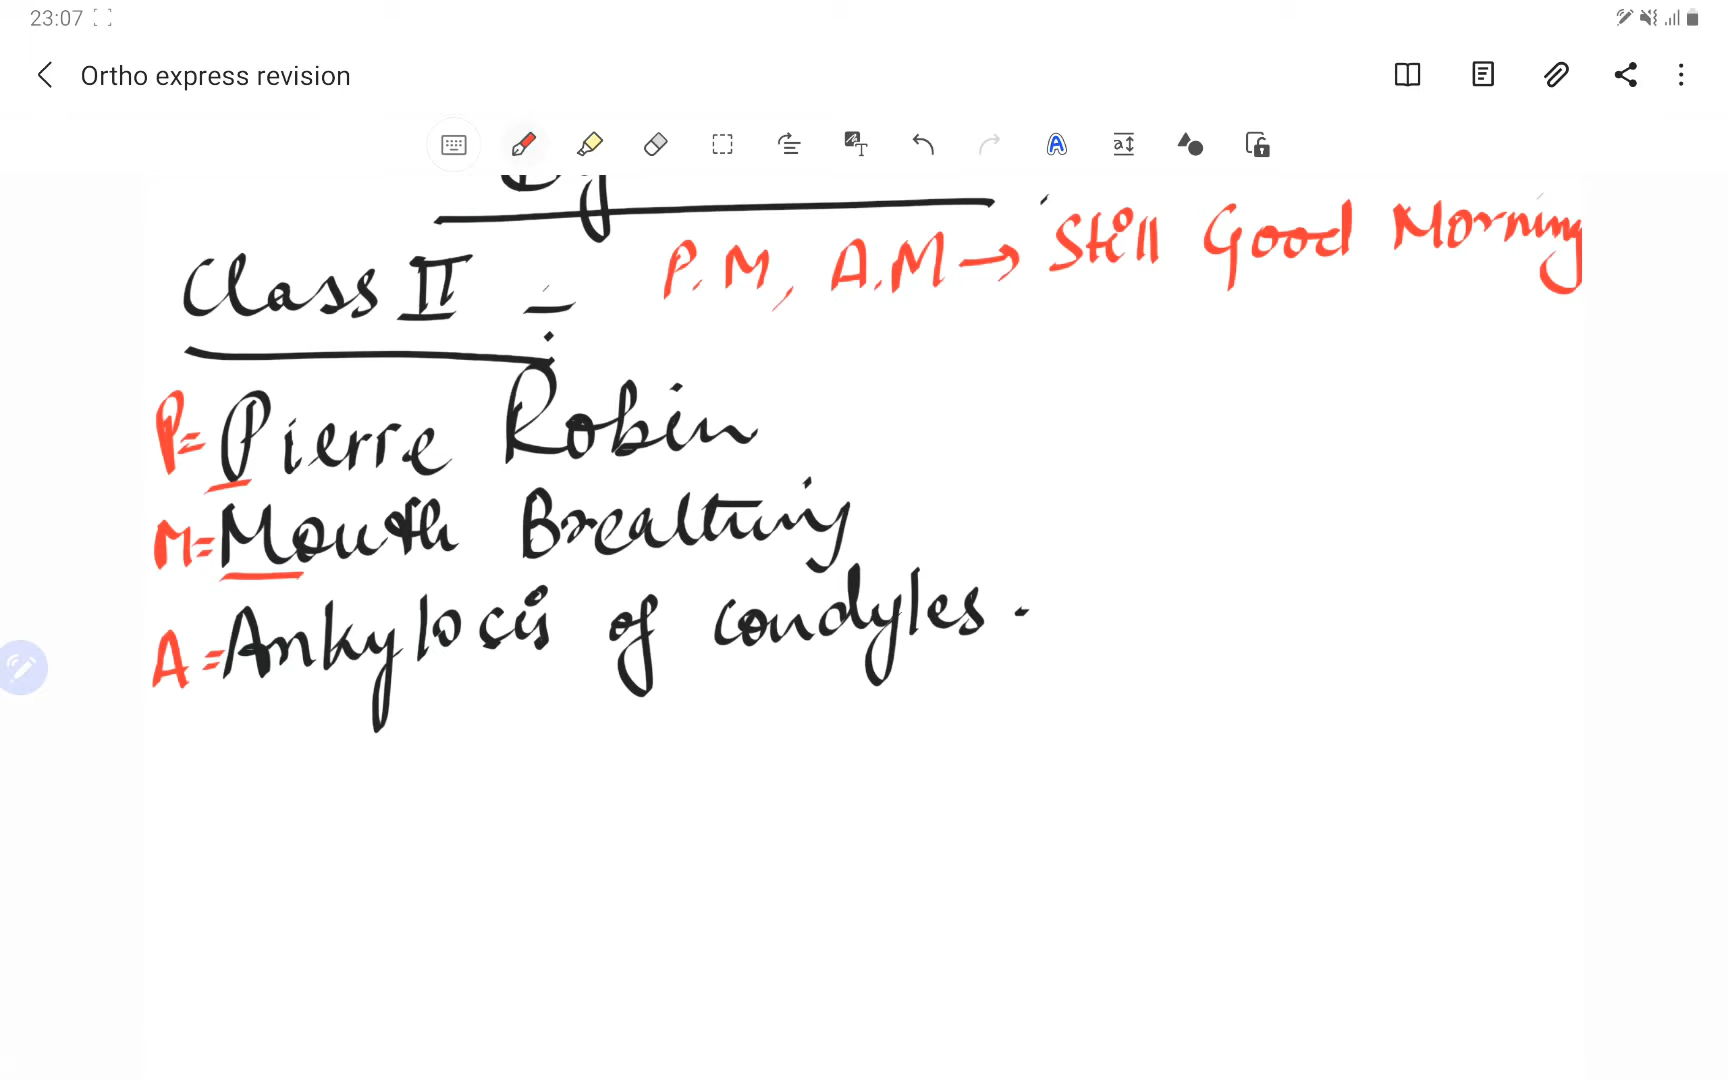 23:07
Ortho express revision
Class II :-
P.M, A.M → Still Good Morning
P= Pierre Robin
M= Mouth Breathing
A= Ankylosis of condyles.